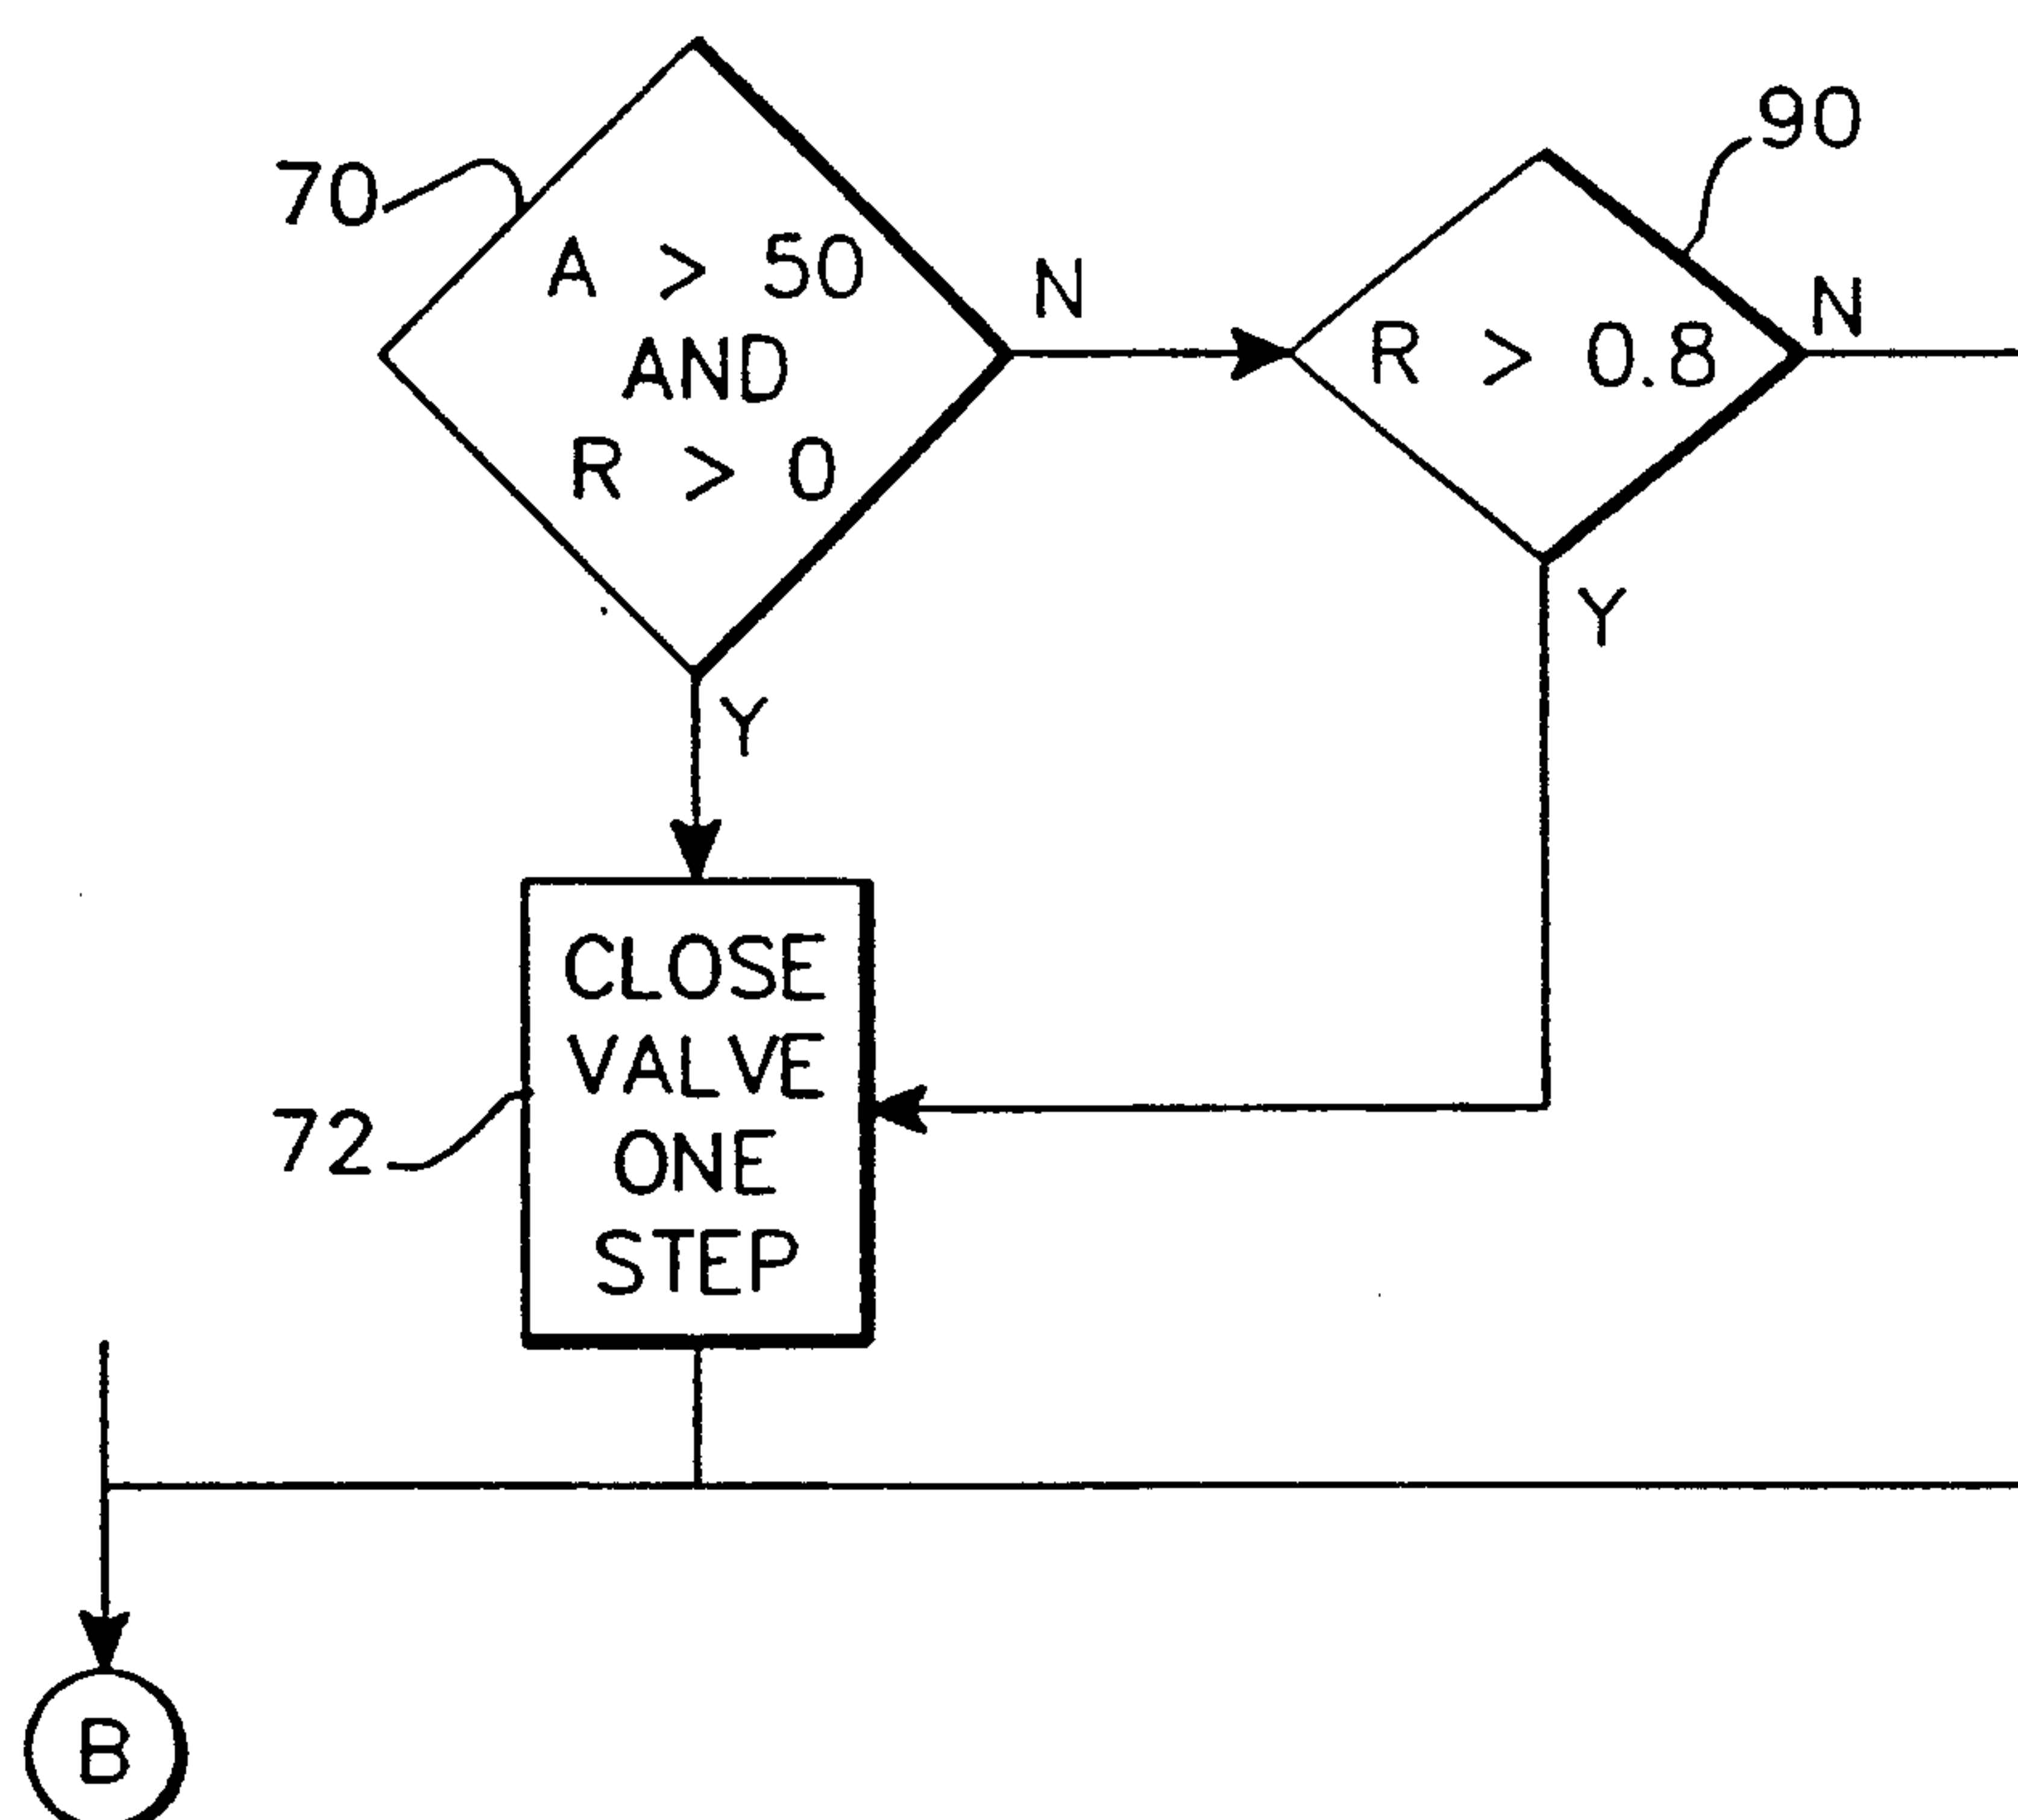 70
A > 50
AND
R > 0
N
Y
90
R > 0.8
N
Y
72
CLOSE
VALVE
ONE
STEP
B